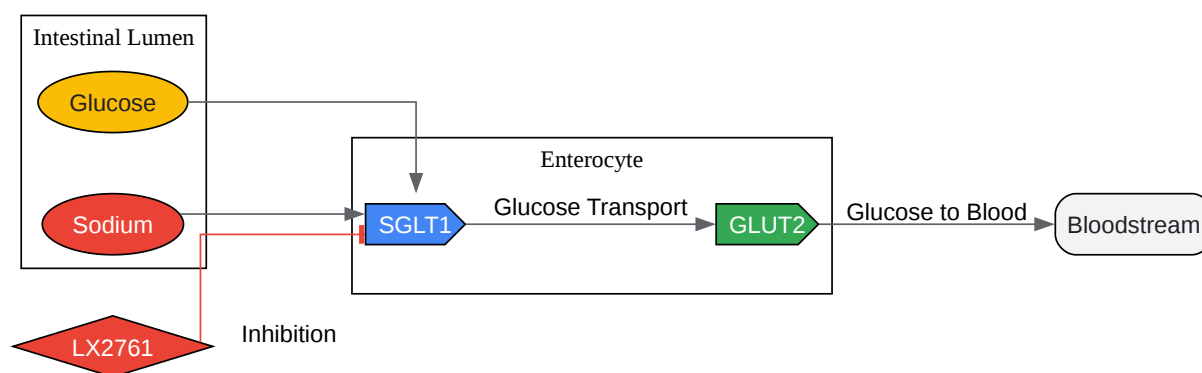 Intestinal Lumen
Glucose
Enterocyte
Sodium
SGLT1
Glucose Transport
GLUT2
Glucose to Blood
Bloodstream
LX2761
Inhibition